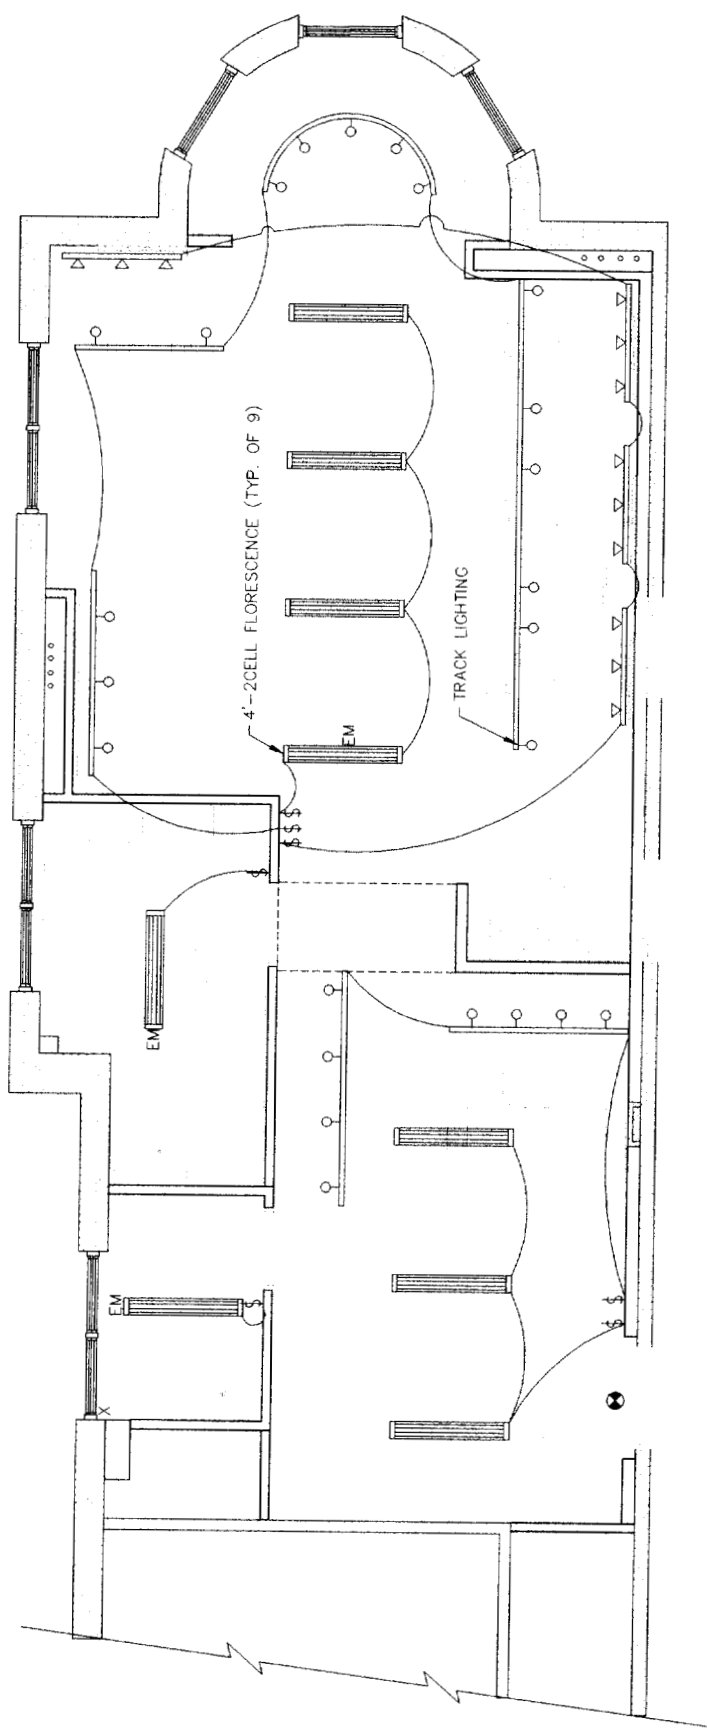 4'-2CELL FLORESCENCE (TYP. OF 9)
TRACK LIGHTING
EM
$
$
$
$
EM
EM
$
$
$
X